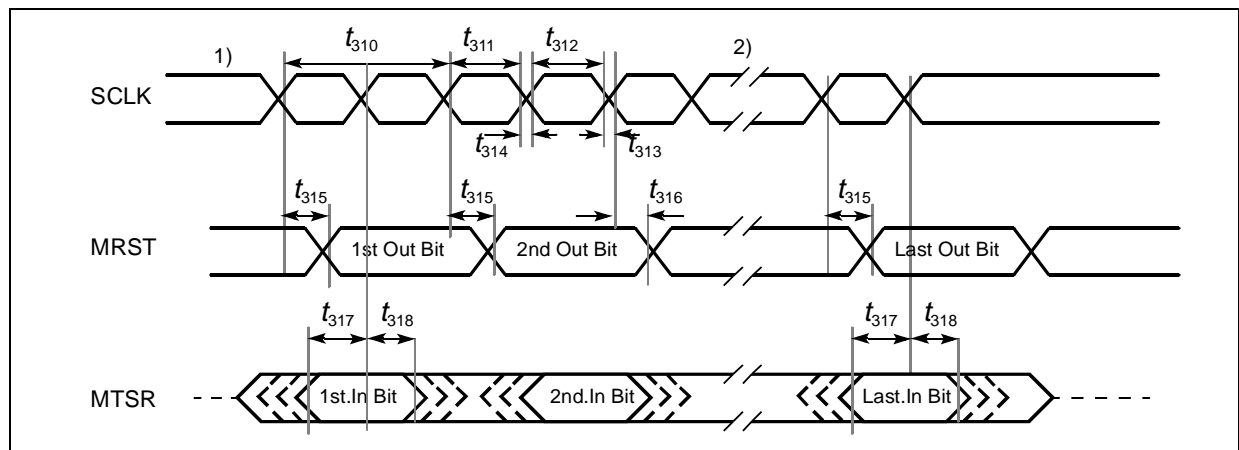 1) t310 t311 t312 2)
SCLK
t314 t313
t315 t315 t316 t315
MRST 1st Out Bit 2nd Out Bit Last Out Bit
t317 t318 t317 t318
MTSR 1st.In Bit 2nd.In Bit Last.In Bit